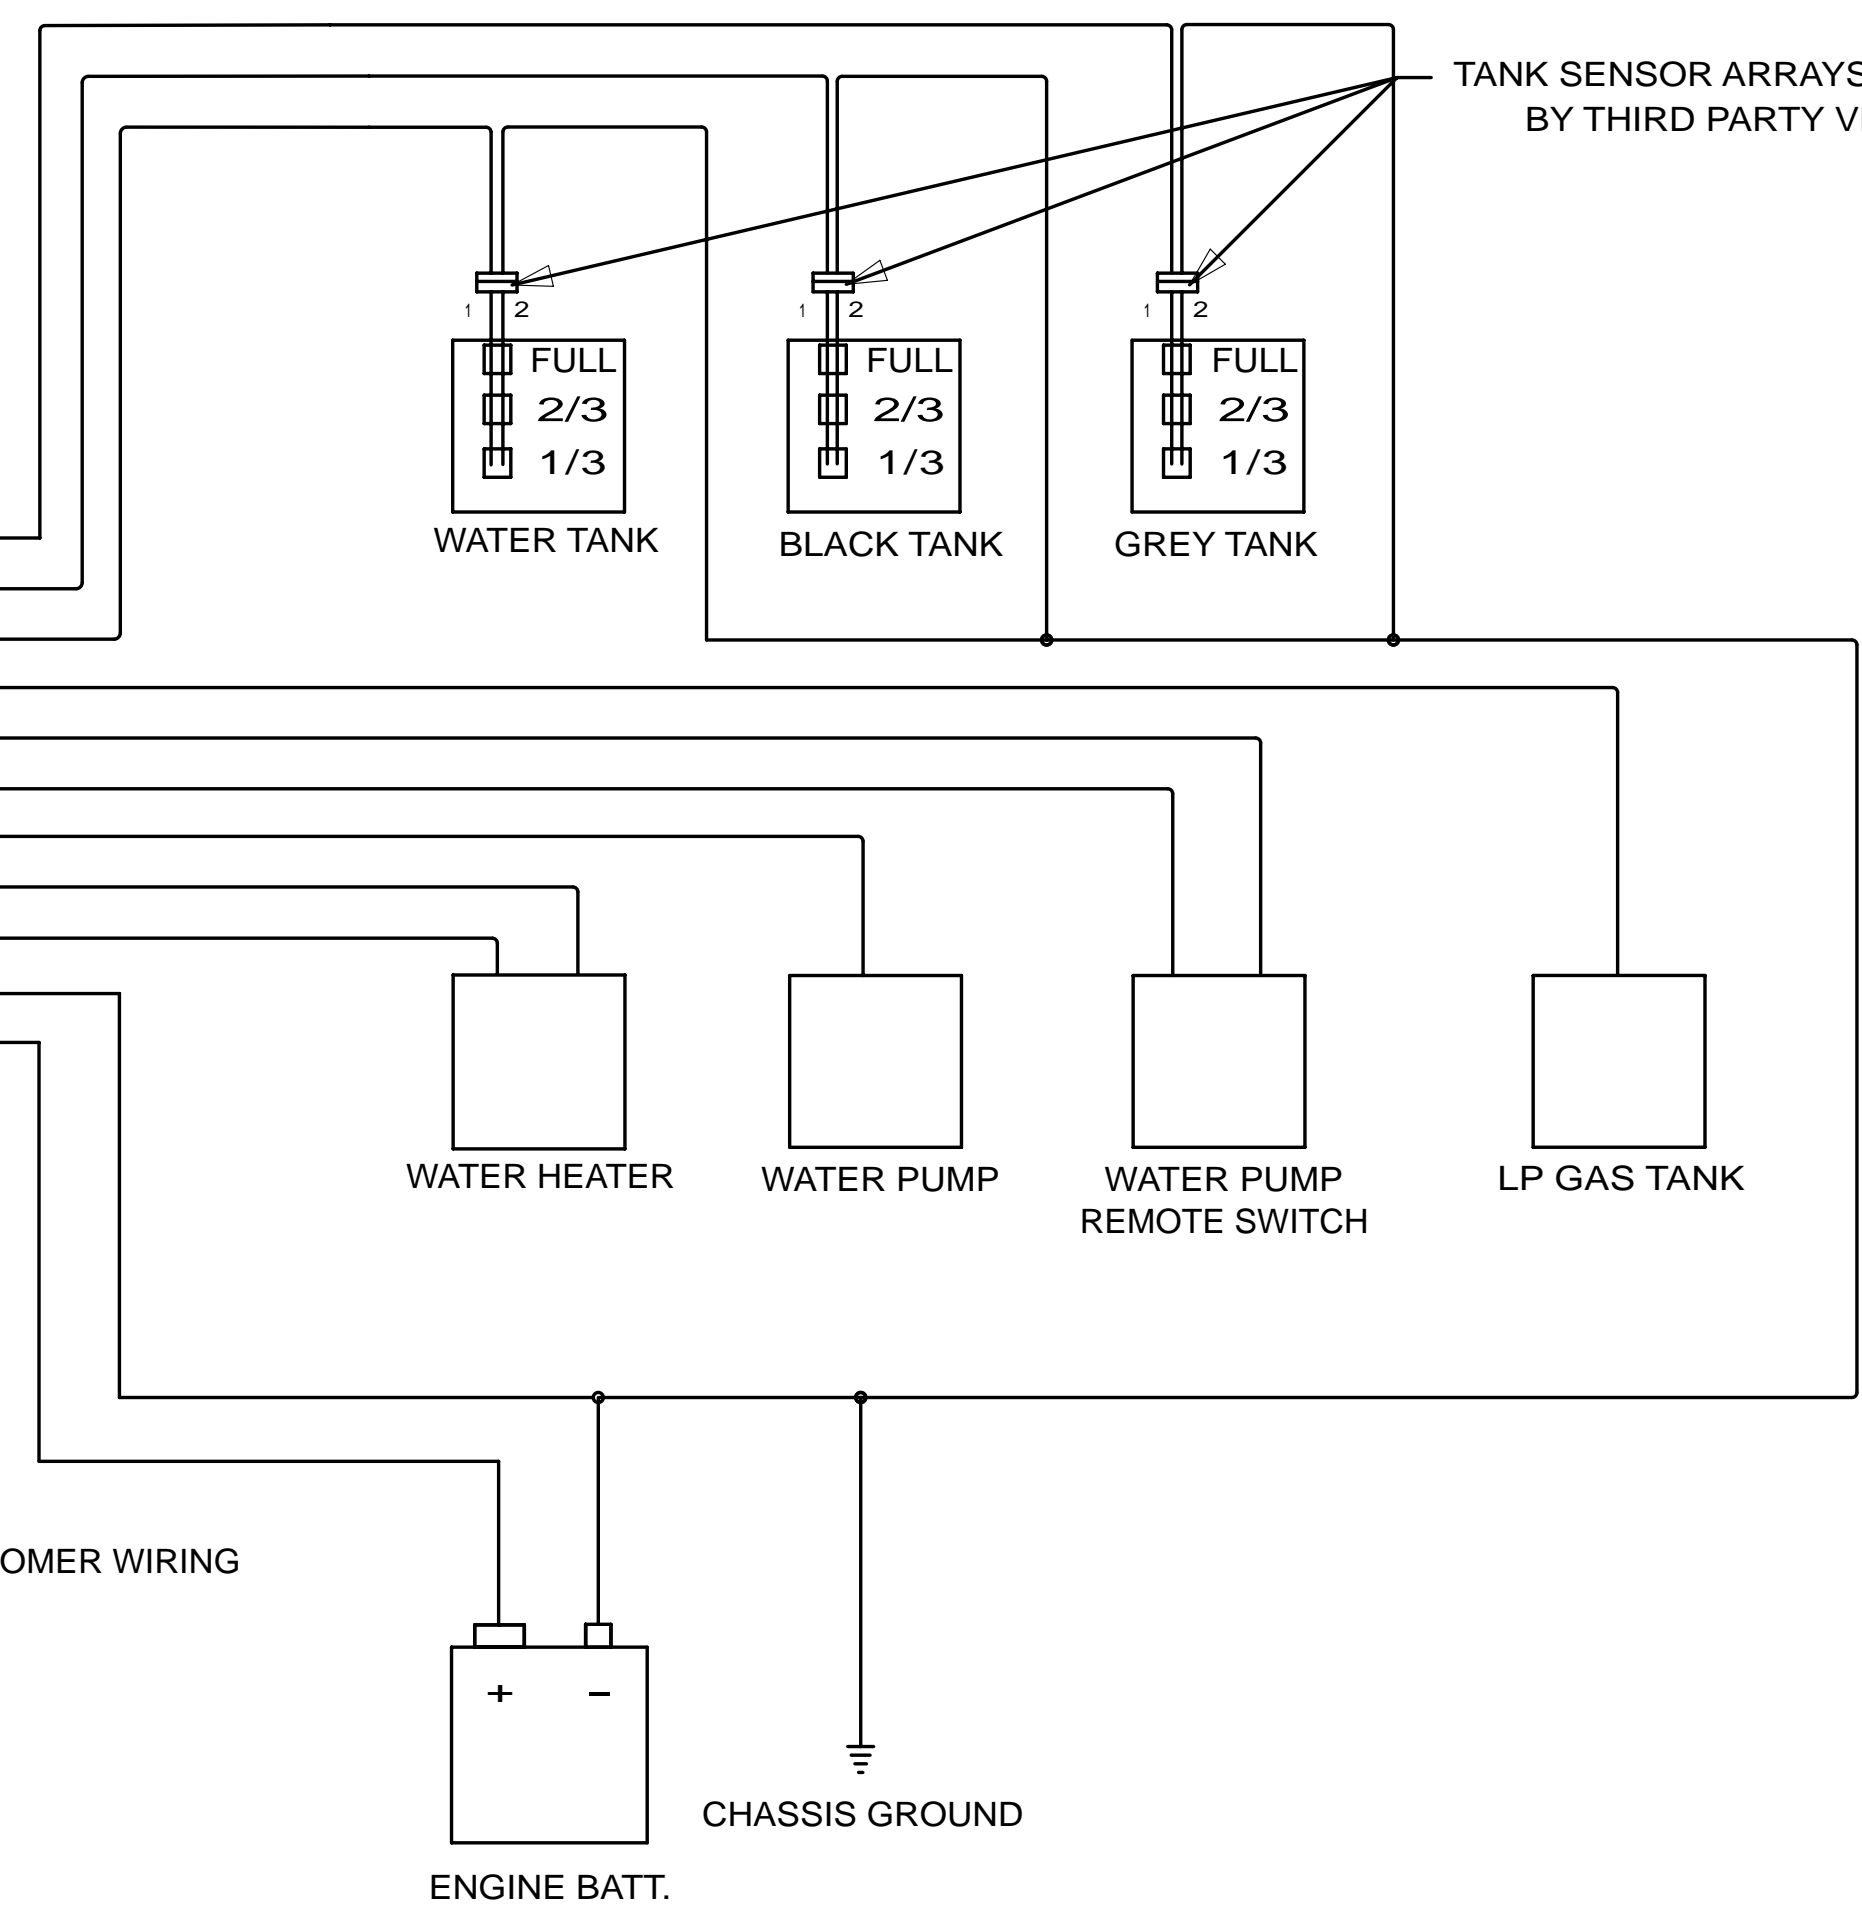 TANK SENSOR ARRAYS
BY THIRD PARTY
1 2
1 2
1 2
FULL
2/3
1/3
WATER TANK
FULL
2/3
1/3
BLACK TANK
FULL
2/3
1/3
GREY TANK
WATER HEATER
WATER PUMP
WATER PUMP
REMOTE SWITCH
LP GAS TANK
OMER WIRING
+ −
CHASSIS GROUND
ENGINE BATT.